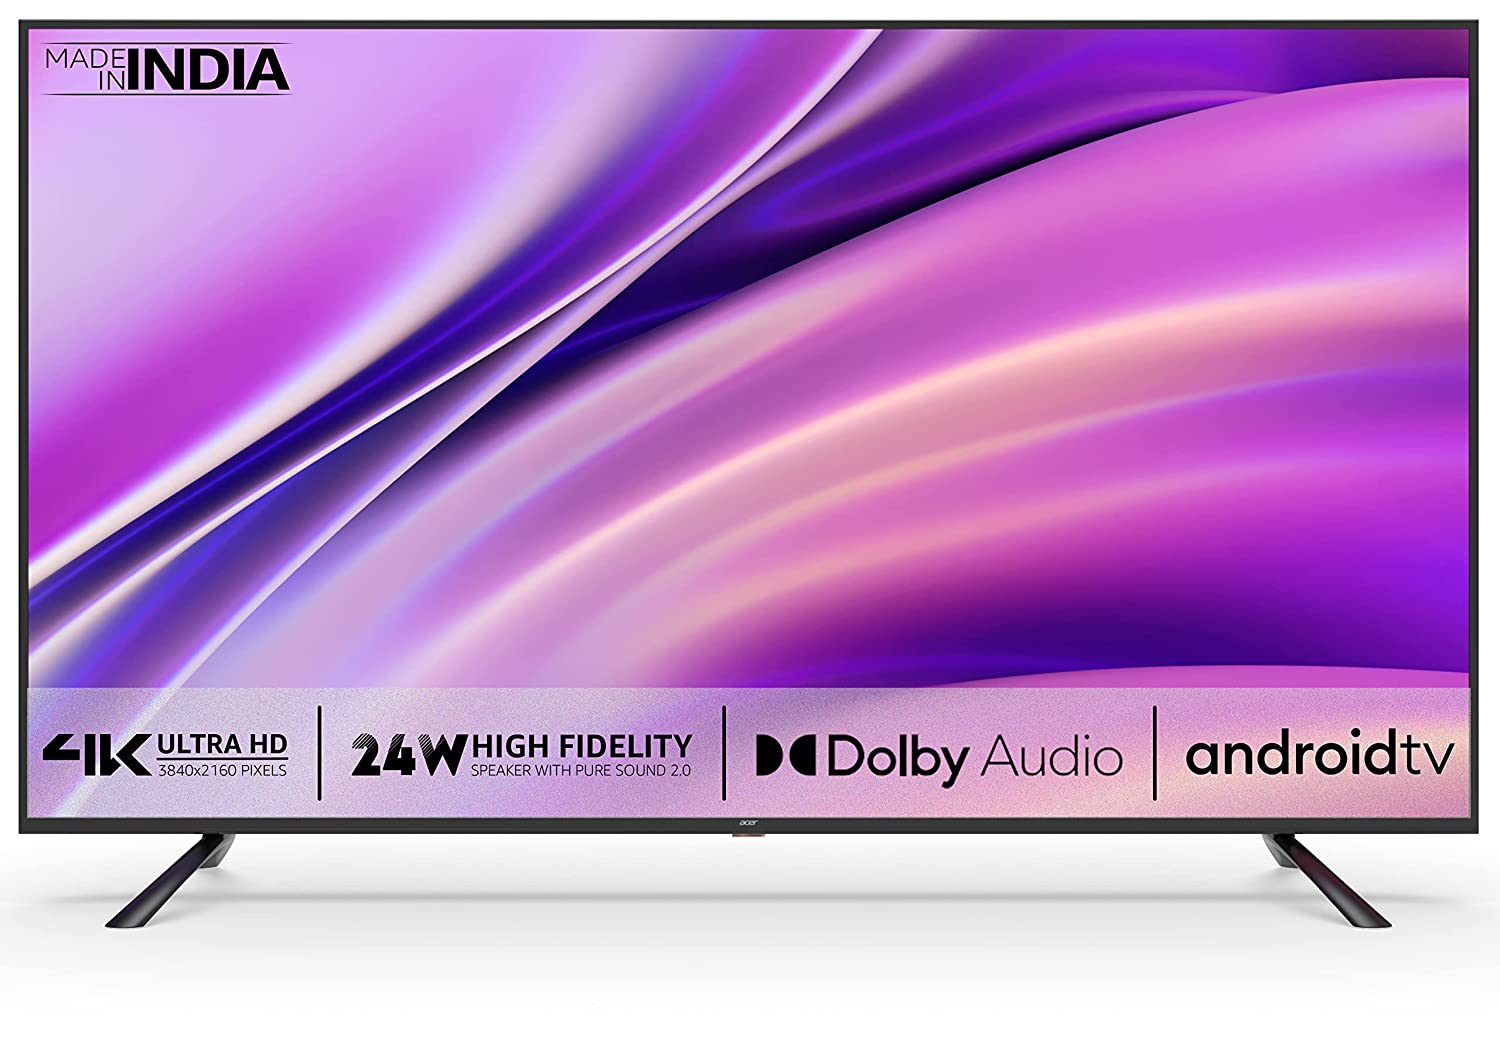 MADE
IN INDIA
4K ULTRA HD
3840x2160 PIXELS
24W HIGH FIDELITY
SPEAKER WITH PURE SOUND 2.0
Dolby Audio
androidtv
acer